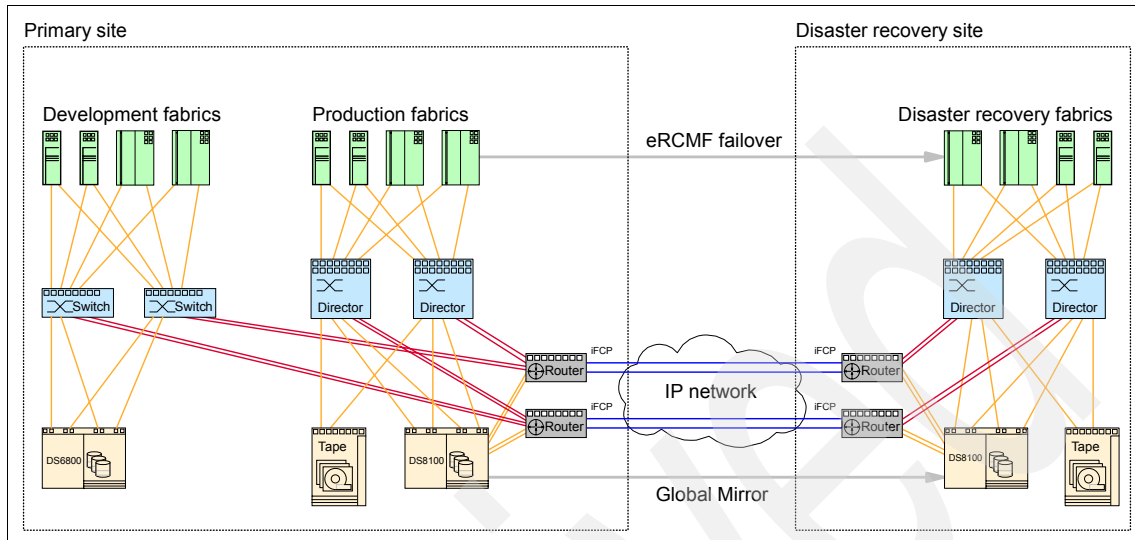 Primary site
Disaster recovery site
Development fabrics
Production fabrics
Disaster recovery fabrics
eRCMF failover
Switch
Switch
Director
Director
Director
Director
iFCP
iFCP
Router
Router
IP network
iFCP
iFCP
Router
Router
DS6800
Tape
DS8100
DS8100
Tape
Global Mirror